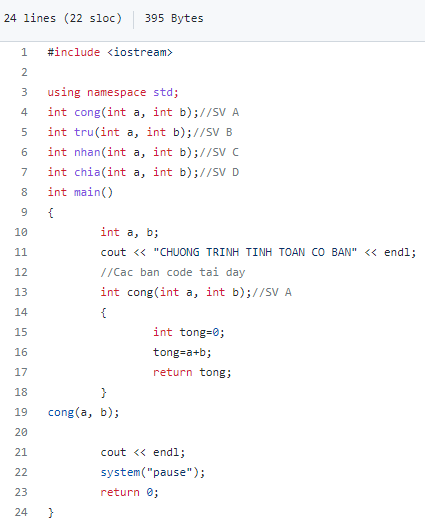 24 lines (22 sloc) 395 Bytes
1 #include <iostream>
2
3 using namespace std;
4 int cong(int a, int b);//SV A
5 int tru(int a, int b);//SV B
6 int nhan(int a, int b);//SV C
7 int chia(int a, int b);//SV D
8 int main()
9 {
10 int a, b;
11 cout << "CHUONG TRINH TINH TOAN CO BAN" << endl;
12 //Cac ban code tai day
13 int cong(int a, int b);//SV A
14 {
15 int tong=0;
16 tong=a+b;
17 return tong;
18 }
19 cong(a, b);
20
21 cout << endl;
22 system("pause");
23 return 0;
24 }